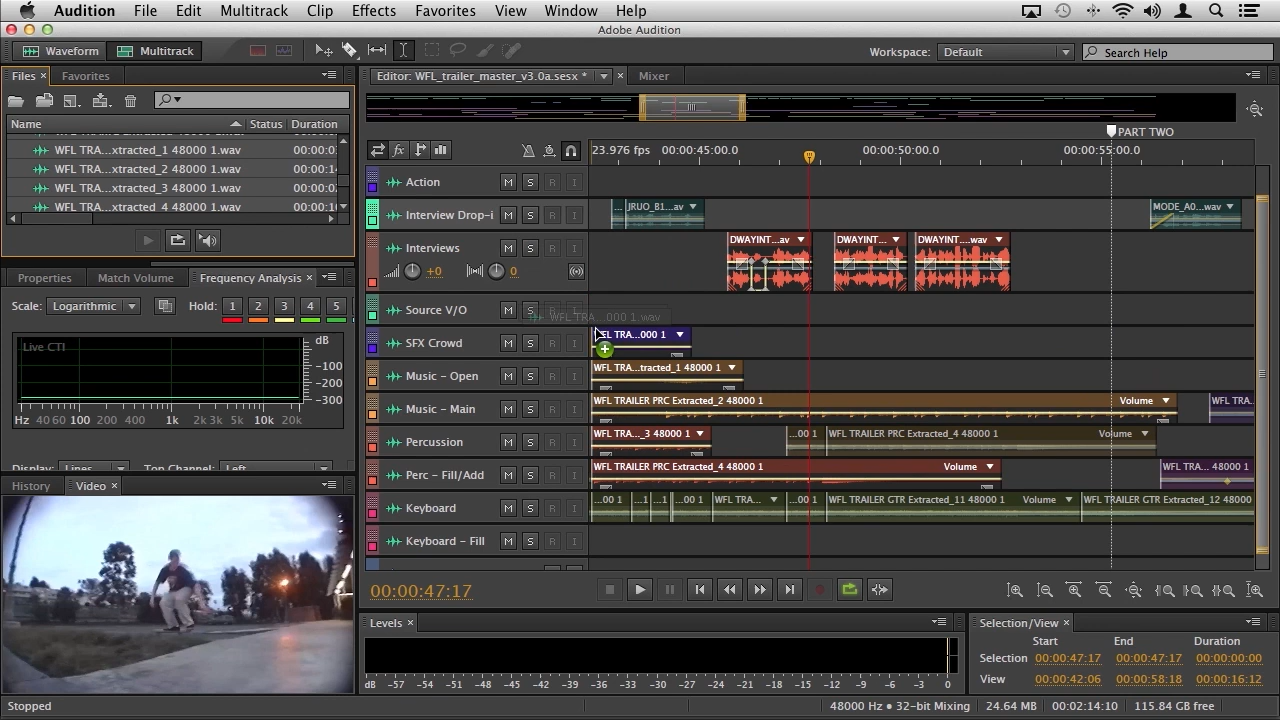 Audition File Edit Multitrack Clip Effects Favorites View Window Help
Adobe Audition
Waveform Multitrack Workspace: Default Search Help
Files Favorites Editor: WFL_trailer_master_v3.0a.sesx * Mixer
Name Status Duration
WFL TRA...xtracted_1 48000 1.wav 00:00:0
WFL TRA...xtracted_2 48000 1.wav 00:00:1
WFL TRA...xtracted_3 48000 1.wav 00:00:0
WFL TRA...xtracted_4 48000 1.wav 00:00:1
PART TWO
23.976 fps 00:00:45:00.0 00:00:50:00.0 00:00:55:00.0
Action M S R I
Interview Drop-i M S R I ... JRUO_B1...av MODE_A0...wav
Interviews M S R I DWAYINT...av DWAYINT... DWAYINT....wav
+0 0
Source V/O M S
WFL TRA...000 1.wav
SFX Crowd M S R I FL TRA...000 1
Music - Open M S R I WFL TRA...tracted_1 48000 1
Music - Main M S R I WFL TRAILER PRC Extracted_2 48000 1 Volume WFL TRA.
Percussion M S R I WFL TRA..._3 48000 1 ...00 1 WFL TRAILER PRC Extracted_4 48000 1 Volume
Perc - Fill/Add M S R I WFL TRAILER PRC Extracted_4 48000 1 Volume WFL TRA... 48000 1
Keyboard M S R I ...00 1 ...1 ...1 ...00 1 WFL TRA... ...00 1 WFL TRAILER GTR Extracted_11 48000 1 Volume WFL TRAILER GTR Extracted_12 48000
Keyboard - Fill M S R I
Properties Match Volume Frequency Analysis
Scale: Logarithmic Hold: 1 2 3 4 5
Live CTI
dB
-100
-200
-300
Hz 40 60 100 200 400 1k 2k 3k 5k 10k
Display: Lines Top Channel: Left
History Video
00:00:47:17
Levels
dB -57 -54 -51 -48 -45 -42 -39 -36 -33 -30 -27 -24 -21 -18 -15 -12 -9 -6 -3 0
Selection/View
Start End Duration
Selection 00:00:47:17 00:00:47:17 00:00:00:00
View 00:00:42:06 00:00:58:18 00:00:16:12
Stopped 48000 Hz • 32-bit Mixing 24.64 MB 00:02:14:10 115.84 GB free